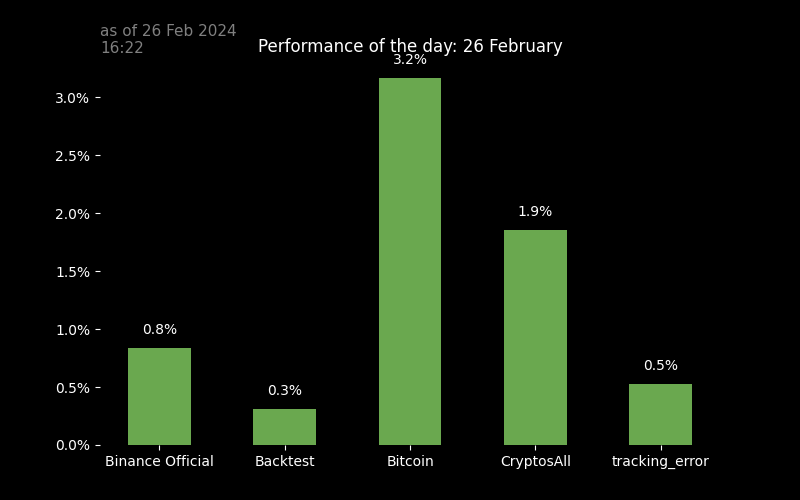 as of 26 Feb 2024
16:22
Performance of the day: 26 February
3.2%
3.0%
2.5%
2.0%
1.9%
1.5%
1.0%
0.8%
0.5%
0.5%
0.3%
0.0%
Binance Official
Backtest
Bitcoin
CryptosAll
tracking_error